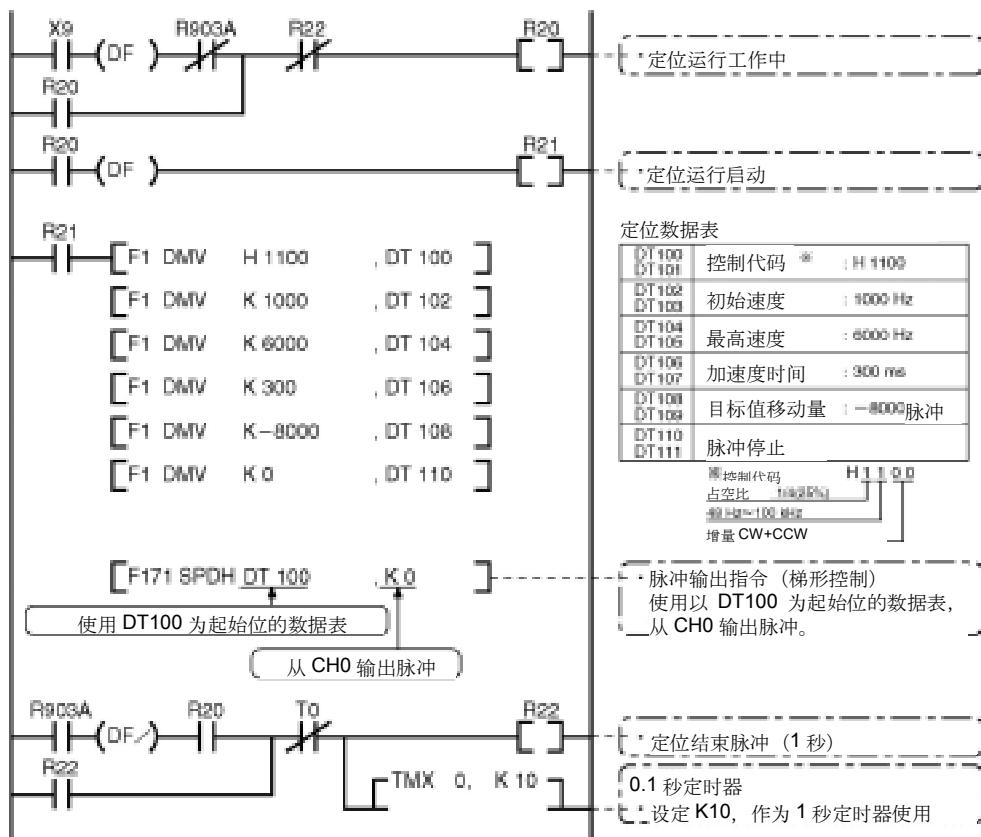 X9 R903A R22 R20
(DF )
定位运行工作中
R20
R20 R21
(DF )
定位运行启动
R21
F1 DMV H 1100 , DT 100
F1 DMV K 1000 , DT 102
F1 DMV K 6000 , DT 104
F1 DMV K 300 , DT 106
F1 DMV K−8000 , DT 108
F1 DMV K 0 , DT 110
定位数据表
DT100
DT101 控制代码 ※ : H 1100
DT102
DT103 初始速度 : 1000 Hz
DT104
DT105 最高速度 : 6000 Hz
DT106
DT107 加速度时间 : 300 ms
DT108
DT109 目标值移动量 : −8000脉冲
DT110
DT111 脉冲停止
※控制代码 H 1 1 0 0
占空比 1/4(25%)
48 Hz~100 kHz
增量 CW+CCW
F171 SPDH DT 100 , K 0
脉冲输出指令（梯形控制）
使用以 DT100 为起始位的数据表，
从 CH0 输出脉冲。
使用 DT100 为起始位的数据表
从 CH0 输出脉冲
R903A R20 T0 R22
(DF/)
定位结束脉冲（1 秒）
R22
TMX 0, K 10
0.1 秒定时器
设定 K10，作为 1 秒定时器使用